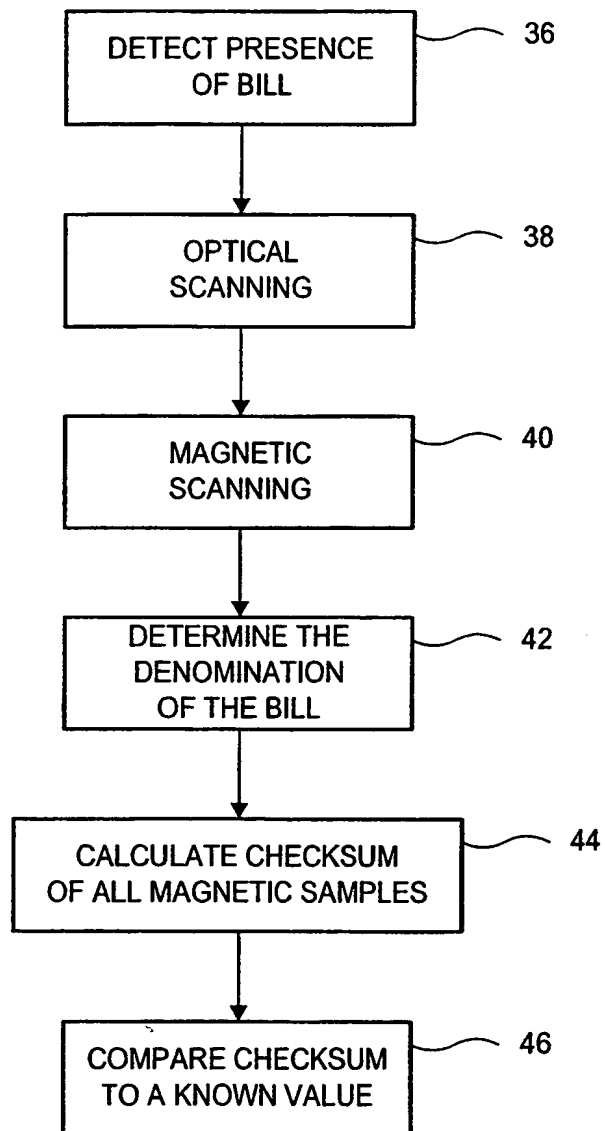 DETECT PRESENCE
OF BILL
36
OPTICAL
SCANNING
38
MAGNETIC
SCANNING
40
DETERMINE THE
DENOMINATION
OF THE BILL
42
CALCULATE CHECKSUM
OF ALL MAGNETIC SAMPLES
44
COMPARE CHECKSUM
TO A KNOWN VALUE
46